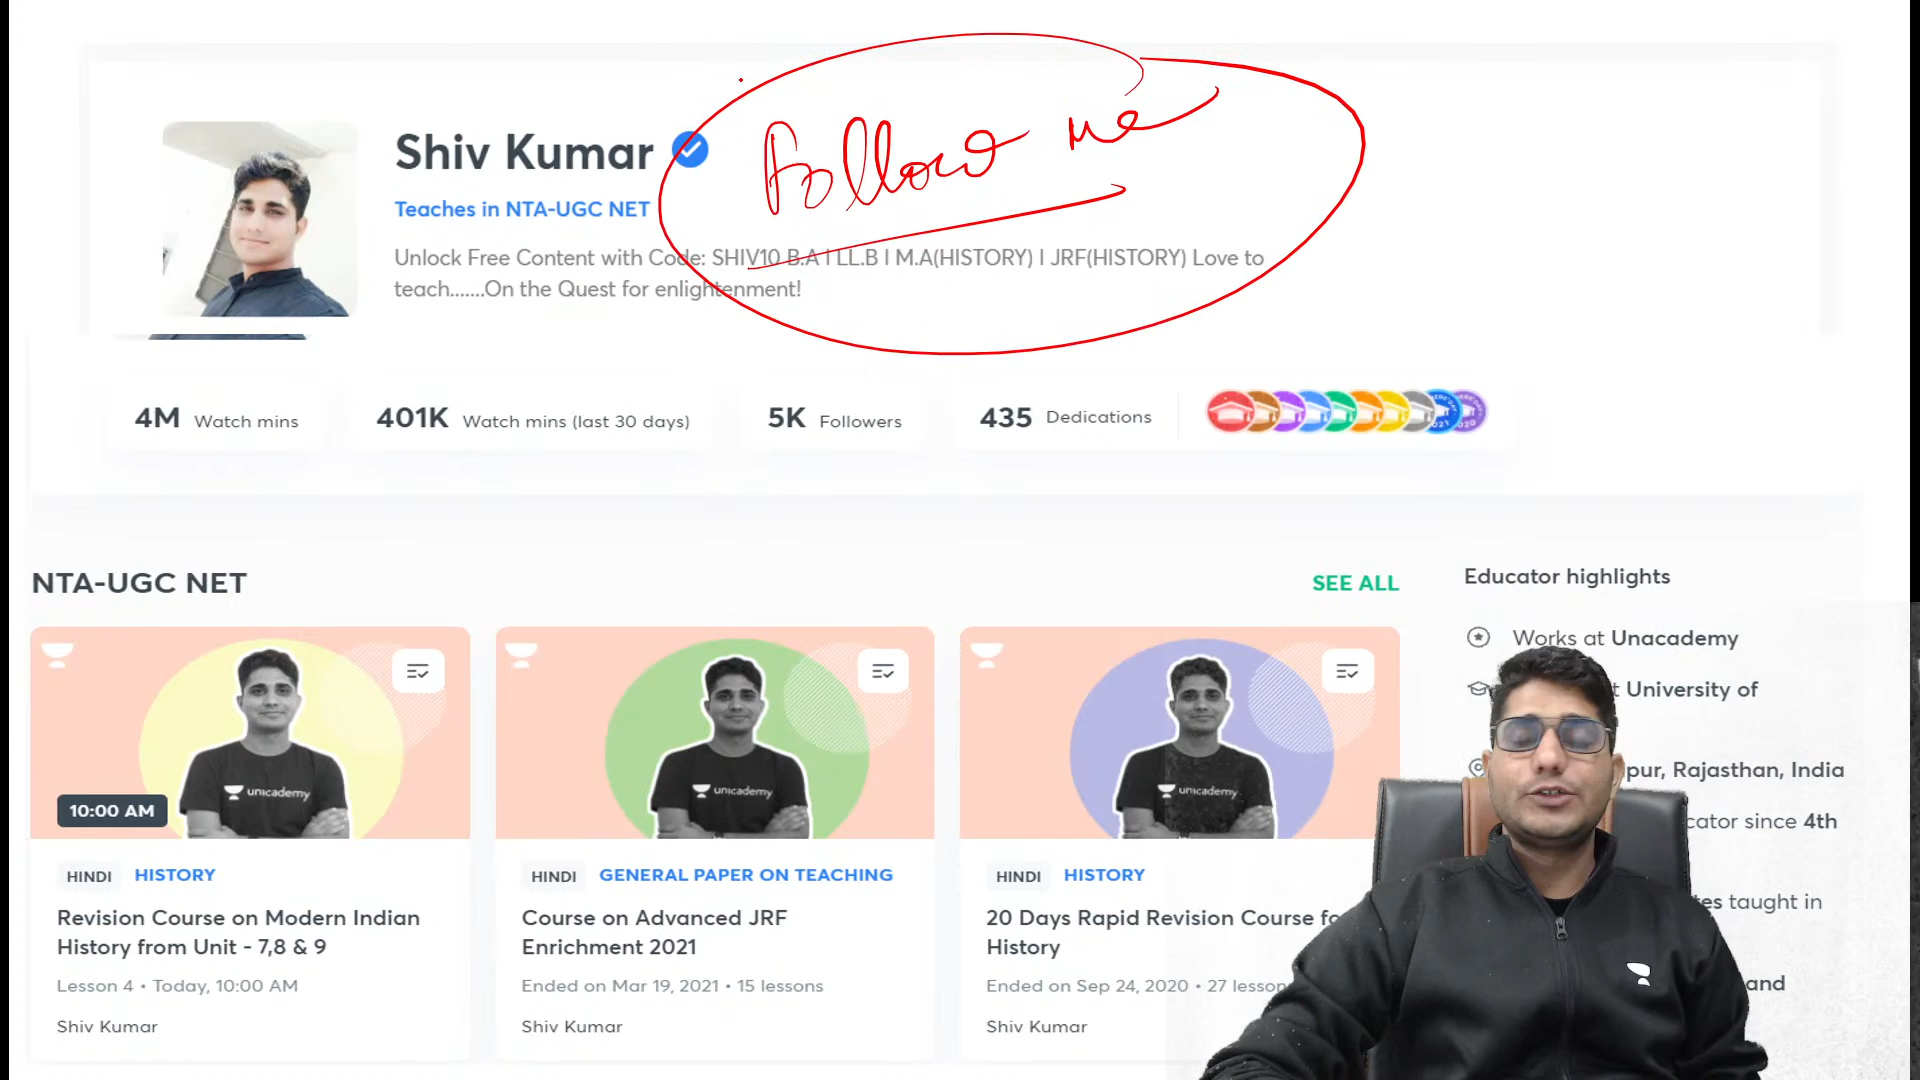 Follow me
Shiv Kumar
Teaches in NTA-UGC NET
Unlock Free Content with Code: SHIV10 B.A I LL.B I M.A(HISTORY) I JRF(HISTORY) Love to
teach.......On the Quest for enlightenment!
4M Watch mins
401K Watch mins (last 30 days)
5K Followers
435 Dedications
NTA-UGC NET
SEE ALL
Educator highlights
Works at Unacademy
University of
Rajasthan, India
since 4th
taught in
and
unacademy
10:00 AM
HINDI HISTORY
Revision Course on Modern Indian
History from Unit - 7,8 & 9
Lesson 4 • Today, 10:00 AM
Shiv Kumar
unacademy
HINDI GENERAL PAPER ON TEACHING
Course on Advanced JRF
Enrichment 2021
Ended on Mar 19, 2021 • 15 lessons
Shiv Kumar
unacademy
HINDI HISTORY
20 Days Rapid Revision Course
History
Ended on Sep 24, 2020 • 27
Shiv Kumar